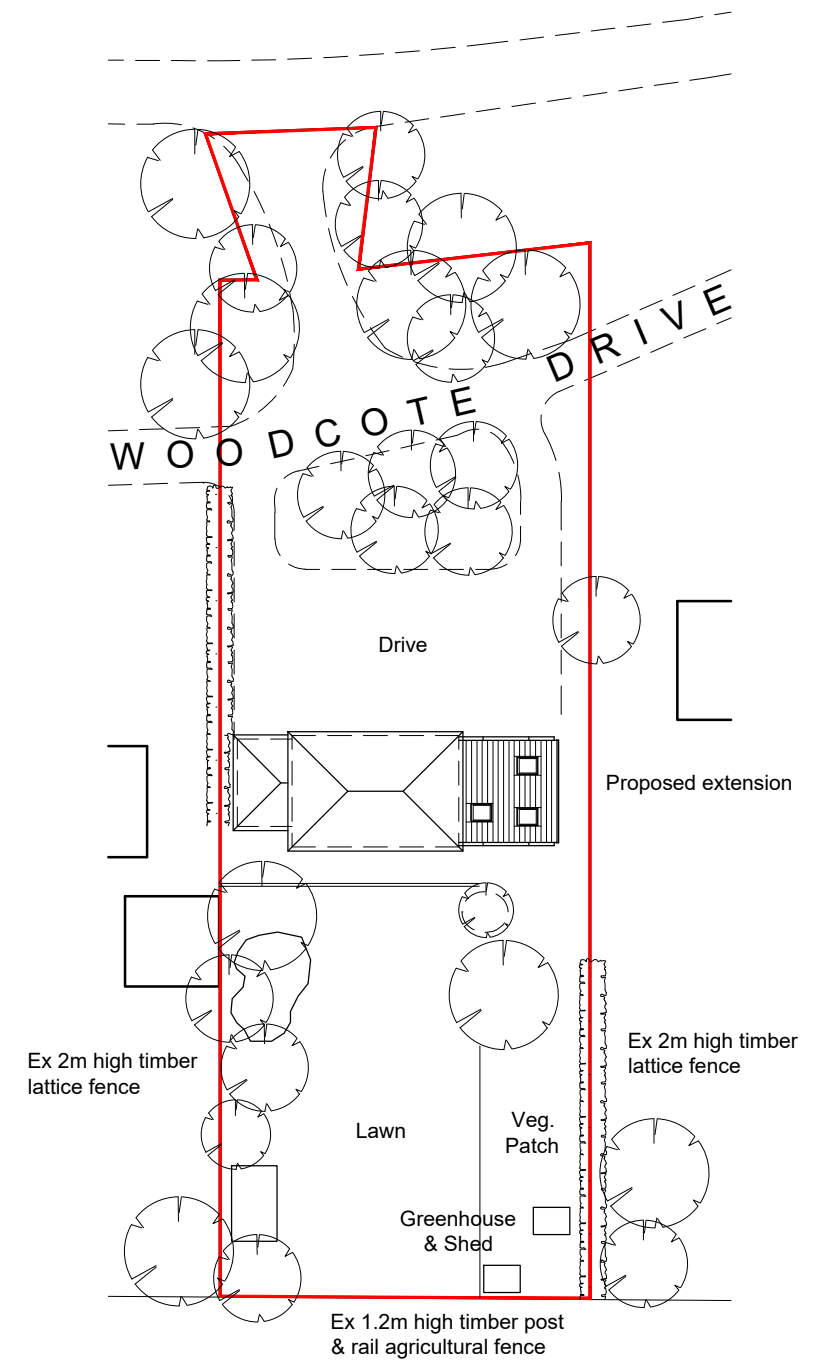 WOODCOTE DRIVE
Drive
Proposed extension
Ex 2m high timber
lattice fence
Ex 2m high timber
lattice fence
Lawn
Veg.
Patch
Greenhouse
& Shed
Ex 1.2m high timber post
& rail agricultural fence